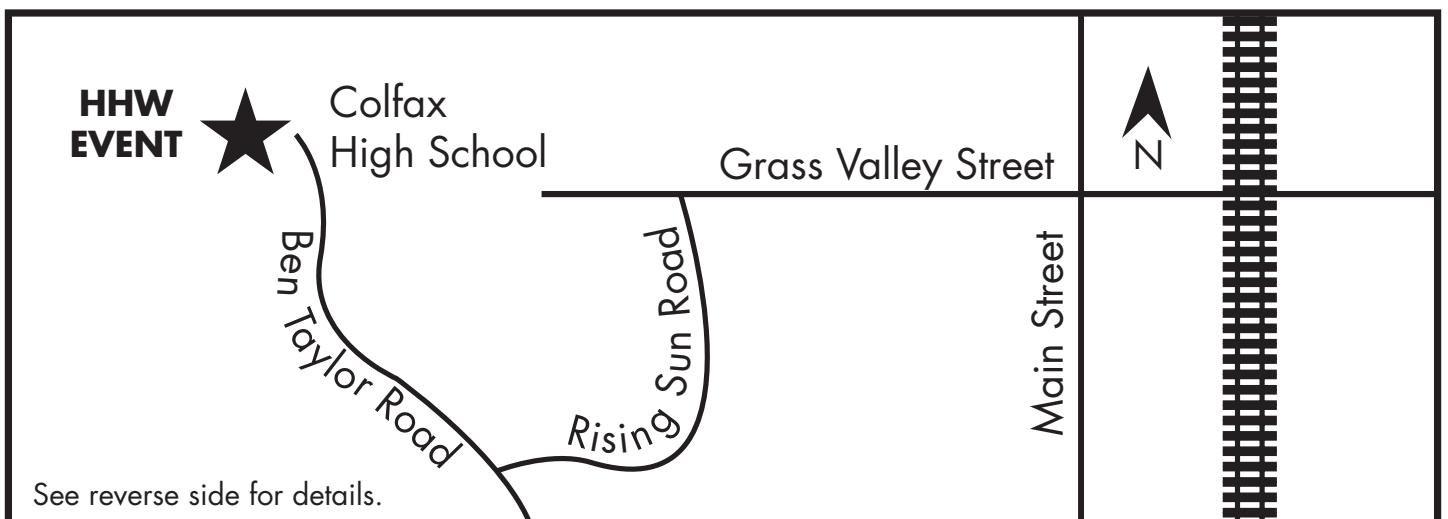 HHW
EVENT
Colfax
High School
Grass Valley Street
N
Ben Taylor Road
Rising Sun Road
Main Street
See reverse side for details.